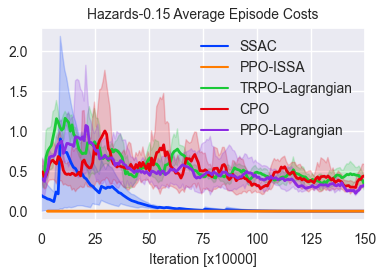 Hazards-0.15 Average Episode Costs
2.0
1.5
1.0
0.5
0.0
SSAC
PPO-ISSA
TRPO-Lagrangian
CPO
PPO-Lagrangian
0 25 50 75 100 125 150
Iteration [x10000]